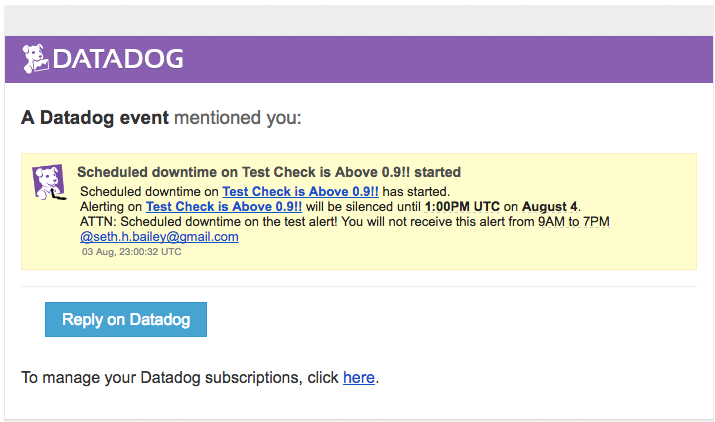 DATADOG
A Datadog event mentioned you:
Scheduled downtime on Test Check is Above 0.9!! started
Scheduled downtime on Test Check is Above 0.9!! has started.
Alerting on Test Check is Above 0.9!! will be silenced until 1:00PM UTC on August 4.
ATTN: Scheduled downtime on the test alert! You will not receive this alert from 9AM to 7PM
@seth.h.bailey@gmail.com
03 Aug, 23:00:32 UTC
Reply on Datadog
To manage your Datadog subscriptions, click here.